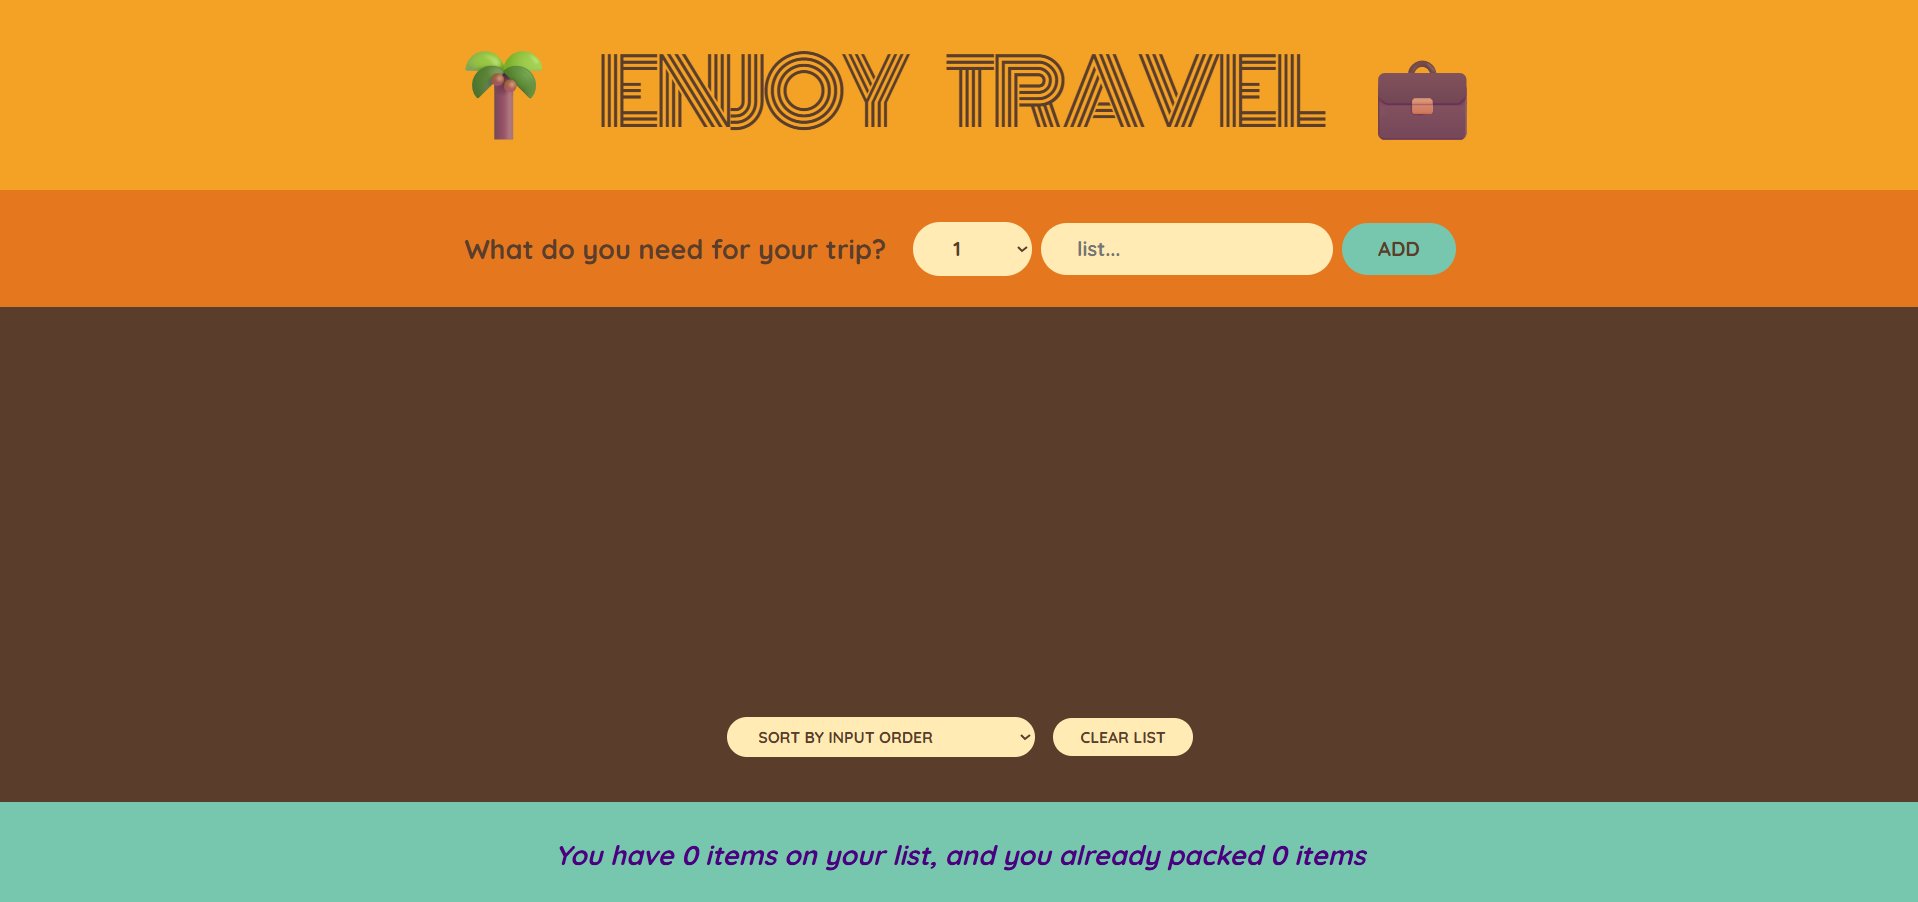 ENJOY TRAVEL
What do you need for your trip? 1 list... ADD
SORT BY INPUT ORDER CLEAR LIST
You have 0 items on your list, and you already packed 0 items